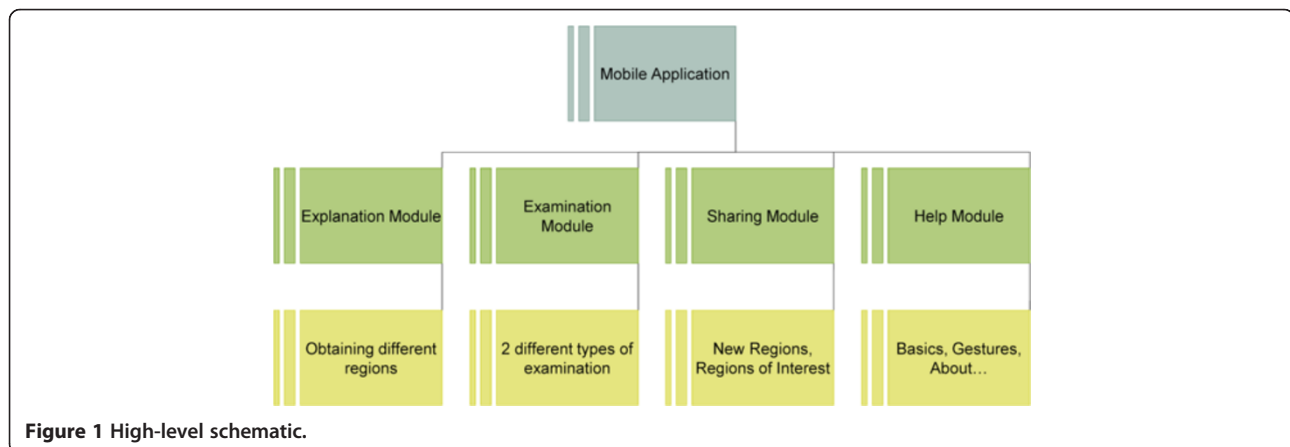 Mobile Application
Explanation Module
Examination
Module
Sharing Module
Help Module
Obtaining different
regions
2 different types of
examination
New Regions,
Regions of Interest
Basics, Gestures,
About...
Figure 1 High-level schematic.